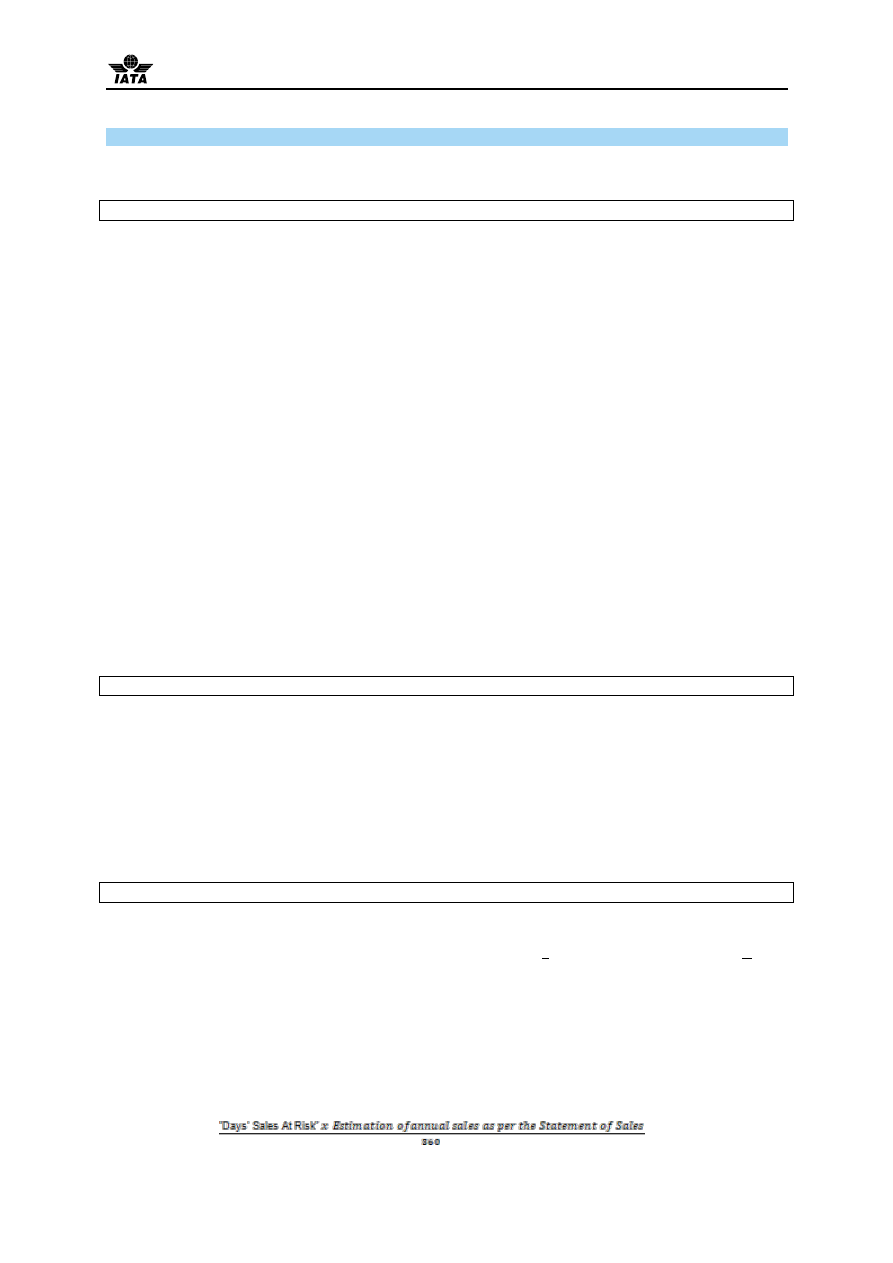 IATA
"Days' Sales At Risk" x Estimation of annual sales as per the Statement of Sales
360